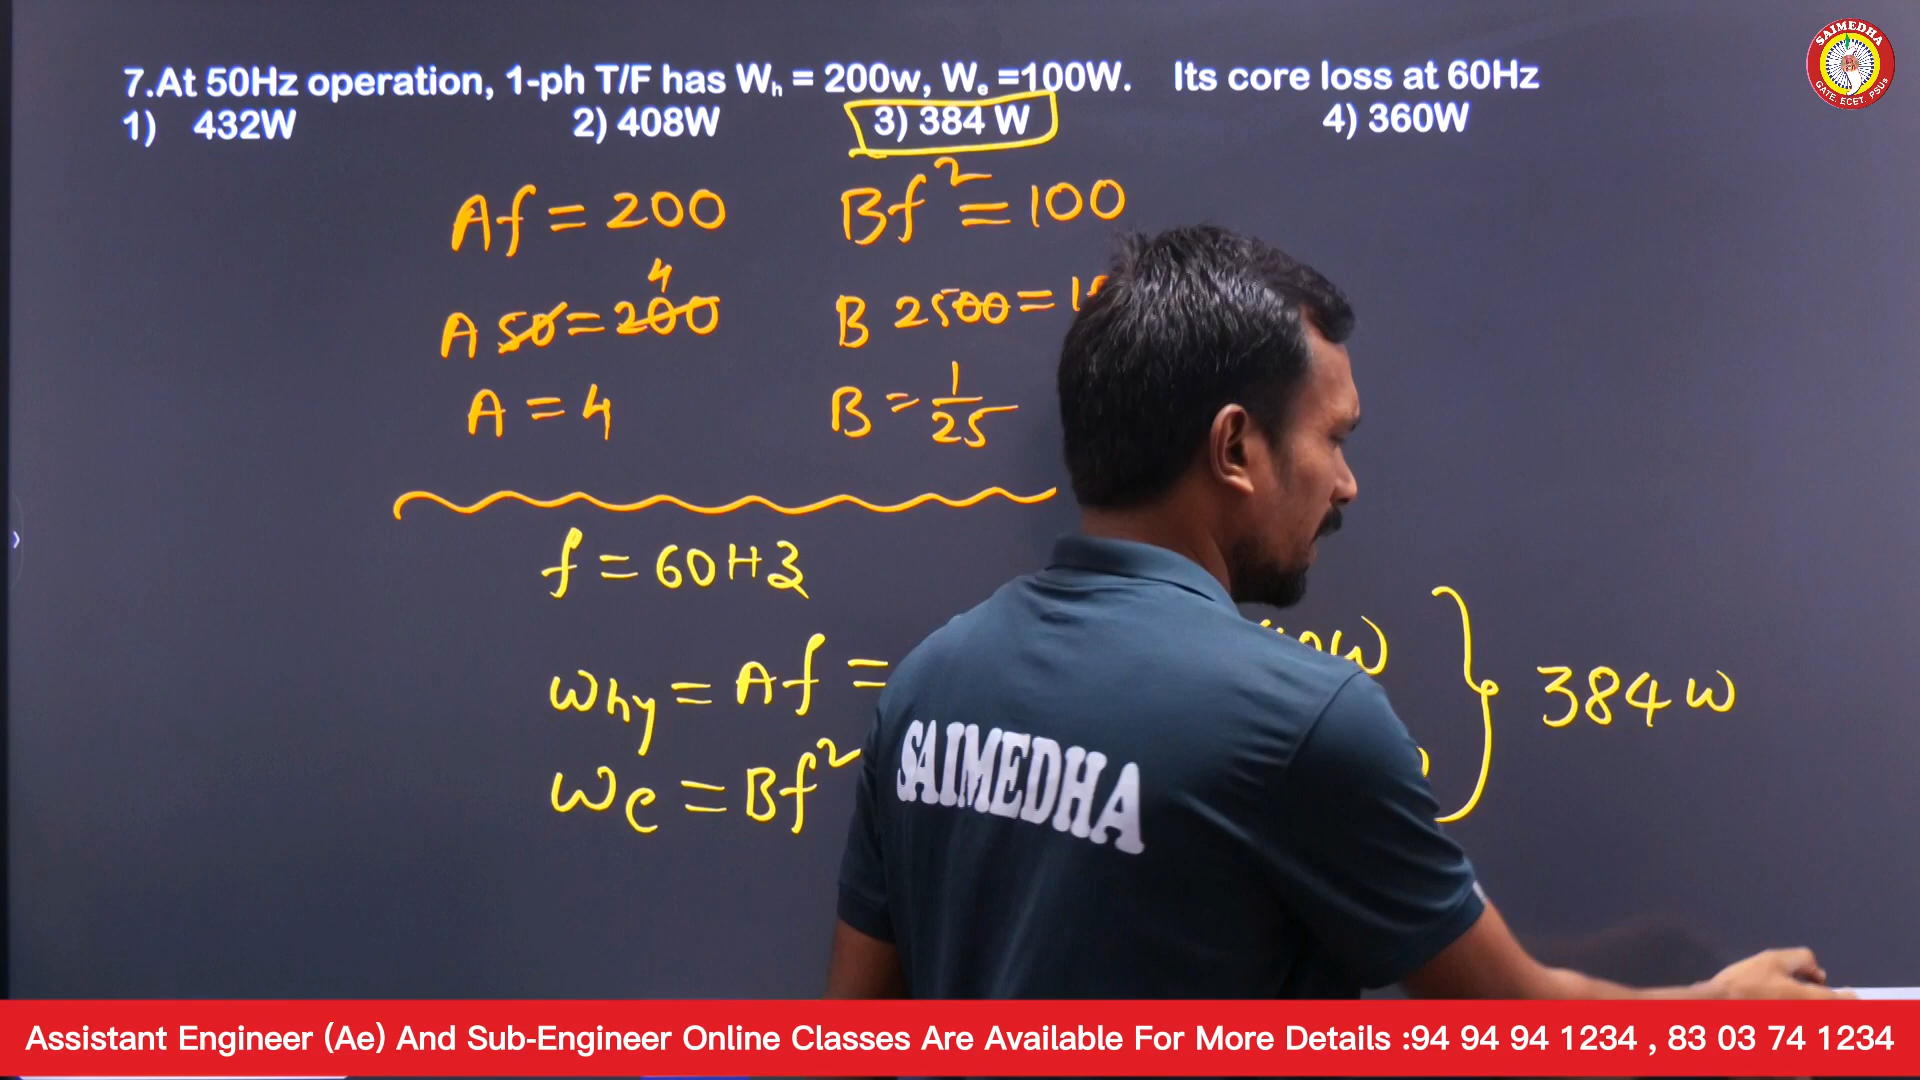 SAIMEDHA
GATE, ECET, PSUs
7.At 50Hz operation, 1-ph T/F has Wh = 200w, We =100W. Its core loss at 60Hz
1) 432W 2) 408W 3) 384 W 4) 360W
Af = 200 Bf² = 100
4
A 50 = 200 B 2500 =
A = 4 B = 1/25
f = 60Hz
Why = Af = W
We = Bf²
} 384 W
SAIMEDHA
Assistant Engineer (Ae) And Sub-Engineer Online Classes Are Available For More Details :94 94 94 1234 , 83 03 74 1234